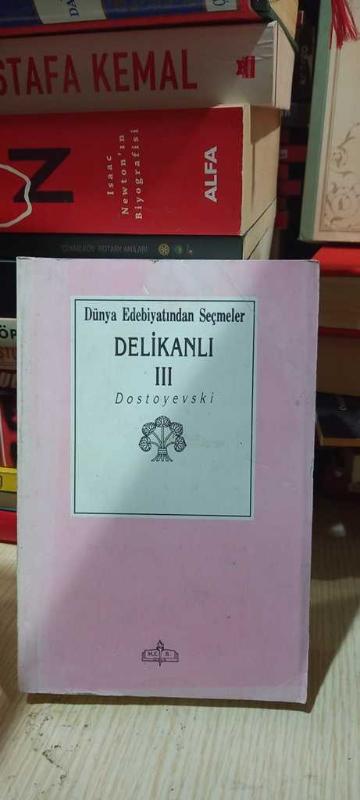 STAFA KEMAL
Isaac
Newton'ın
Biyografisi
ALFA
Dünya Edebiyatından Seçmeler
DELİKANLI
III
Dostoyevski